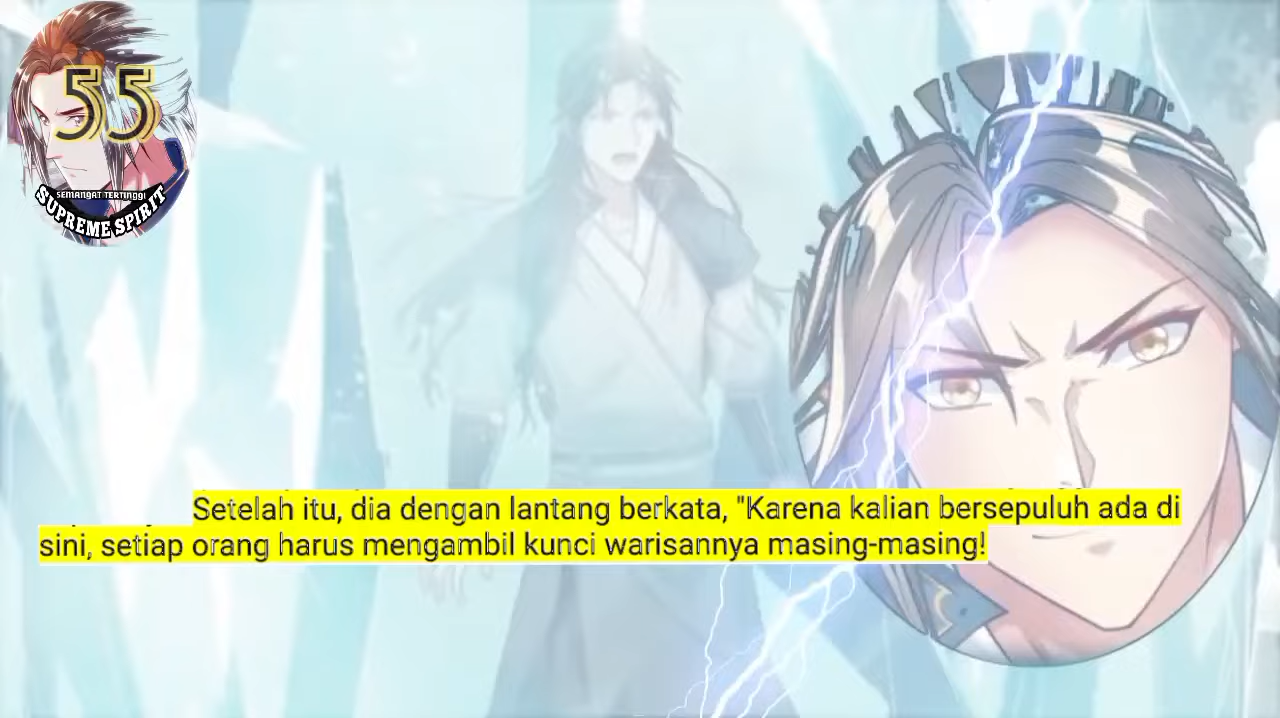 55
SEMANGAT TERTINGGI
SUPREME SPIRIT
Setelah itu, dia dengan lantang berkata, "Karena kalian bersepuluh ada di
sini, setiap orang harus mengambil kunci warisannya masing-masing!